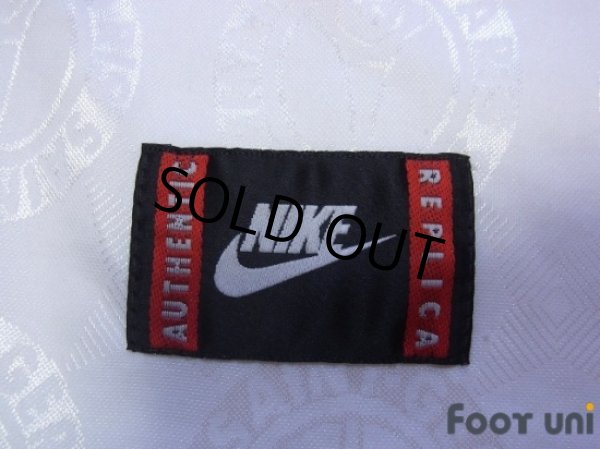 AUTHENTIC
NIKE
REPLICA
SOLD OUT
Foot uni